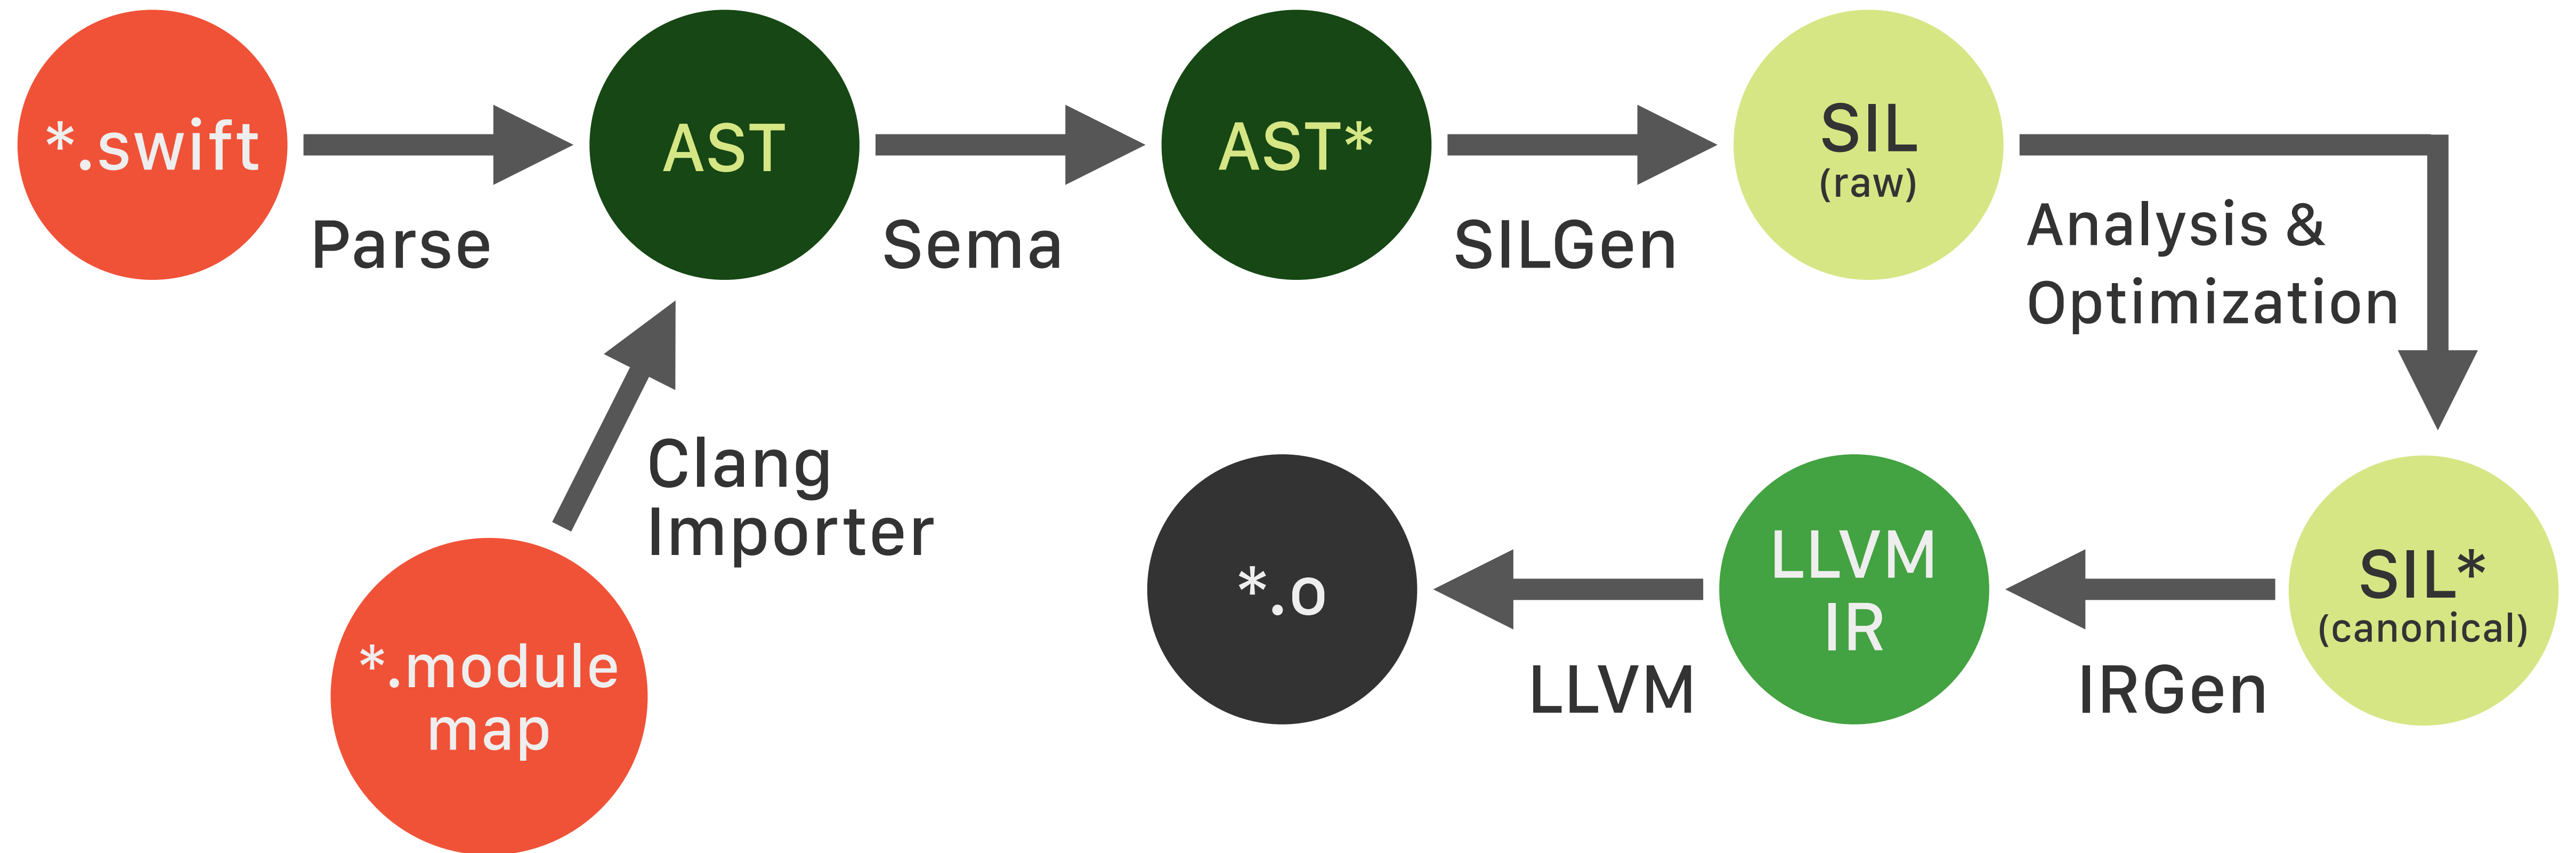 *.swift
Parse
AST
Sema
AST*
SILGen
SIL
(raw)
Analysis &
Optimization
Clang
Importer
*.module
map
*.o
LLVM
LLVM
IR
IRGen
SIL*
(canonical)